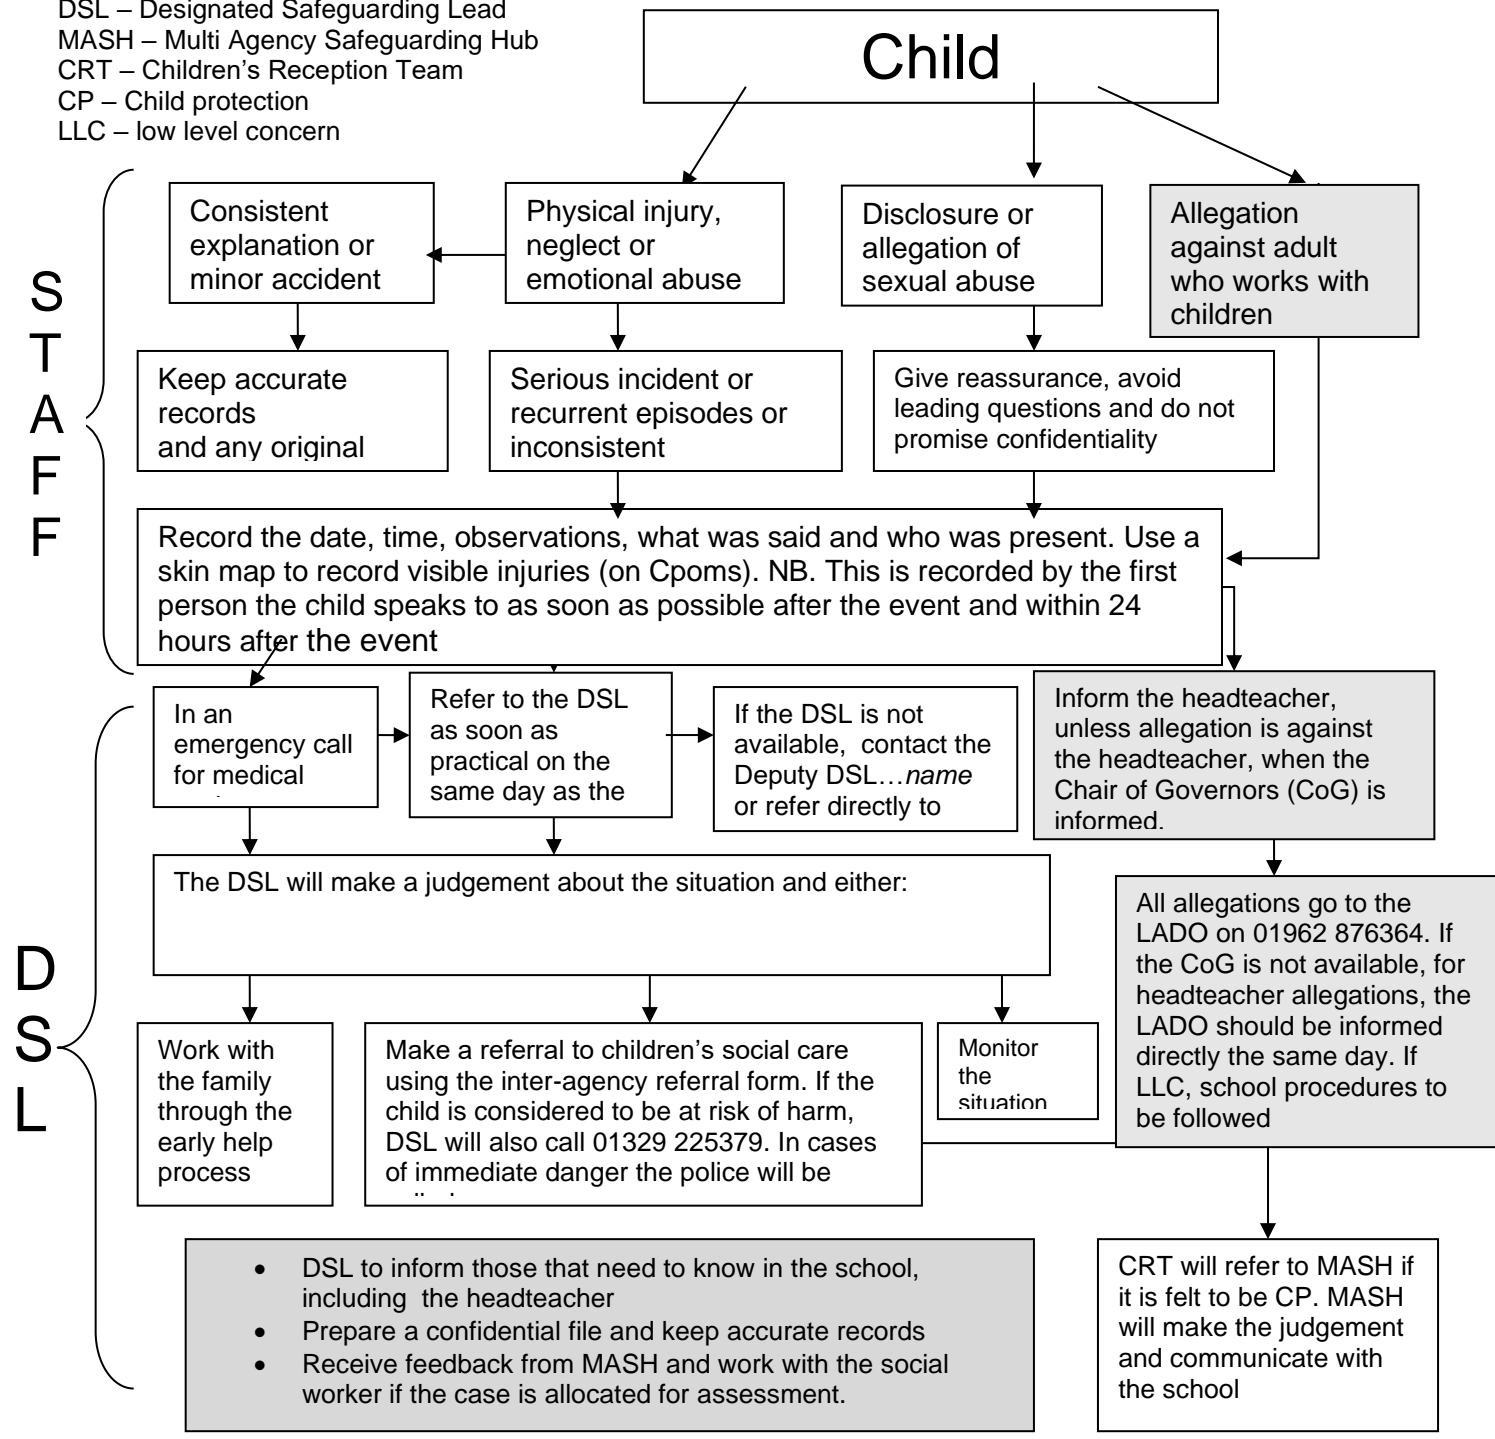 DSL – Designated Safeguarding Lead
MASH – Multi Agency Safeguarding Hub
CRT – Children's Reception Team
CP – Child protection
LLC – low level concern
Child
S
T
A
F
F
Consistent
explanation or
minor accident
Physical injury,
neglect or
emotional abuse
Disclosure or
allegation of
sexual abuse
Allegation
against adult
who works with
children
Keep accurate
records
and any original
Serious incident or
recurrent episodes or
inconsistent
Give reassurance, avoid
leading questions and do not
promise confidentiality
Record the date, time, observations, what was said and who was present. Use a
skin map to record visible injuries (on Cpoms). NB. This is recorded by the first
person the child speaks to as soon as possible after the event and within 24
hours after the event
D
S
L
In an
emergency call
for medical
Refer to the DSL
as soon as
practical on the
same day as the
If the DSL is not
available,  contact the
Deputy DSL…name
or refer directly to
Inform the headteacher,
unless allegation is against
the headteacher, when the
Chair of Governors (CoG) is
informed.
The DSL will make a judgement about the situation and either:
All allegations go to the
LADO on 01962 876364. If
the CoG is not available, for
headteacher allegations, the
LADO should be informed
directly the same day. If
LLC, school procedures to
be followed
Work with
the family
through the
early help
process
Make a referral to children's social care
using the inter-agency referral form. If the
child is considered to be at risk of harm,
DSL will also call 01329 225379. In cases
of immediate danger the police will be
Monitor
the
situation
• DSL to inform those that need to know in the school,
including  the headteacher
• Prepare a confidential file and keep accurate records
• Receive feedback from MASH and work with the social
worker if the case is allocated for assessment.
CRT will refer to MASH if
it is felt to be CP. MASH
will make the judgement
and communicate with
the school